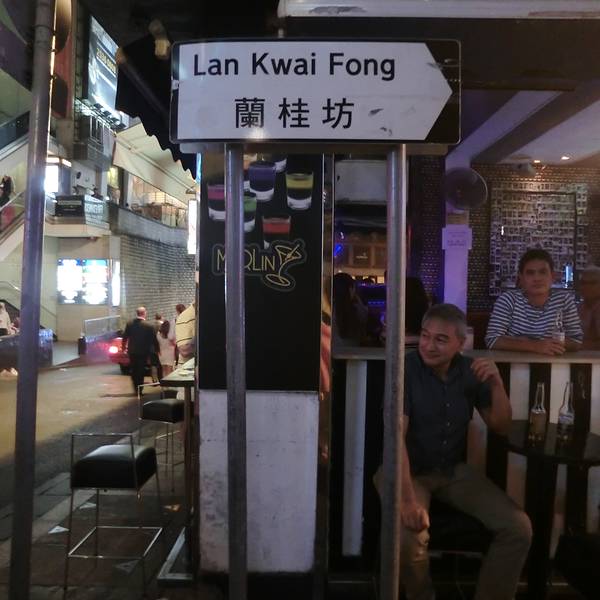 Lan Kwai Fong
蘭桂坊
MERLIN